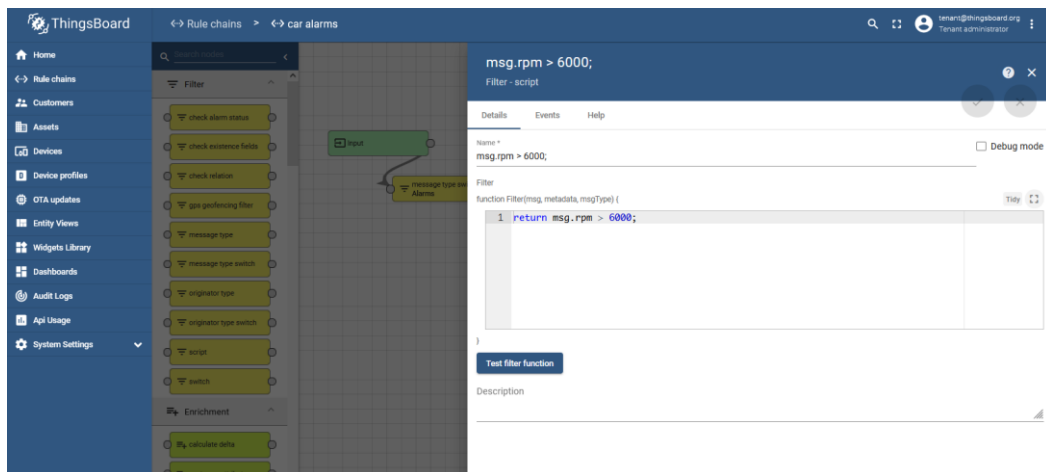 ThingsBoard
Rule chains > car alarms
tenant@thingsboard.org
Tenant administrator
Home
Rule chains
Customers
Assets
Devices
Device profiles
OTA updates
Entity Views
Widgets Library
Dashboards
Audit Logs
Api Usage
System Settings
Search nodes
Filter
check alarm status
check existence fields
check relation
gps geofencing filter
message type
message type switch
originator type
originator type switch
script
switch
Enrichment
calculate delta
Input
message type sw
Alarms
msg.rpm > 6000;
Filter - script
Details Events Help
Name *
msg.rpm > 6000;
Debug mode
Filter
function Filter(msg, metadata, msgType) {
Tidy
1 return msg.rpm > 6000;
}
Test filter function
Description